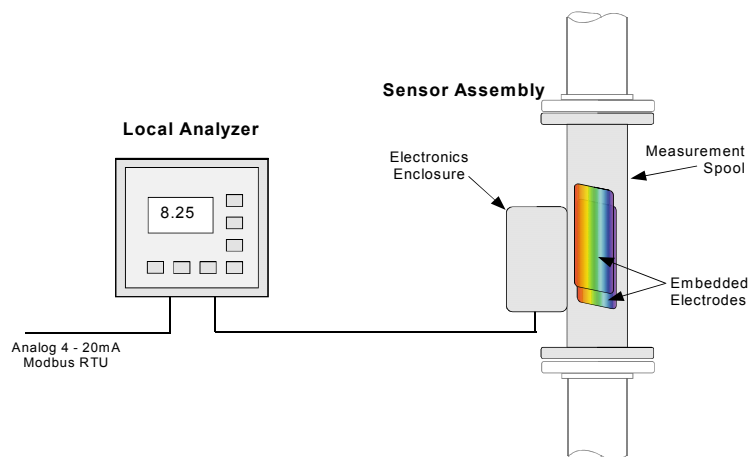 Sensor Assembly
Local Analyzer
Electronics
Enclosure
Measurement
Spool
8.25
Embedded
Electrodes
Analog 4 - 20mA
Modbus RTU